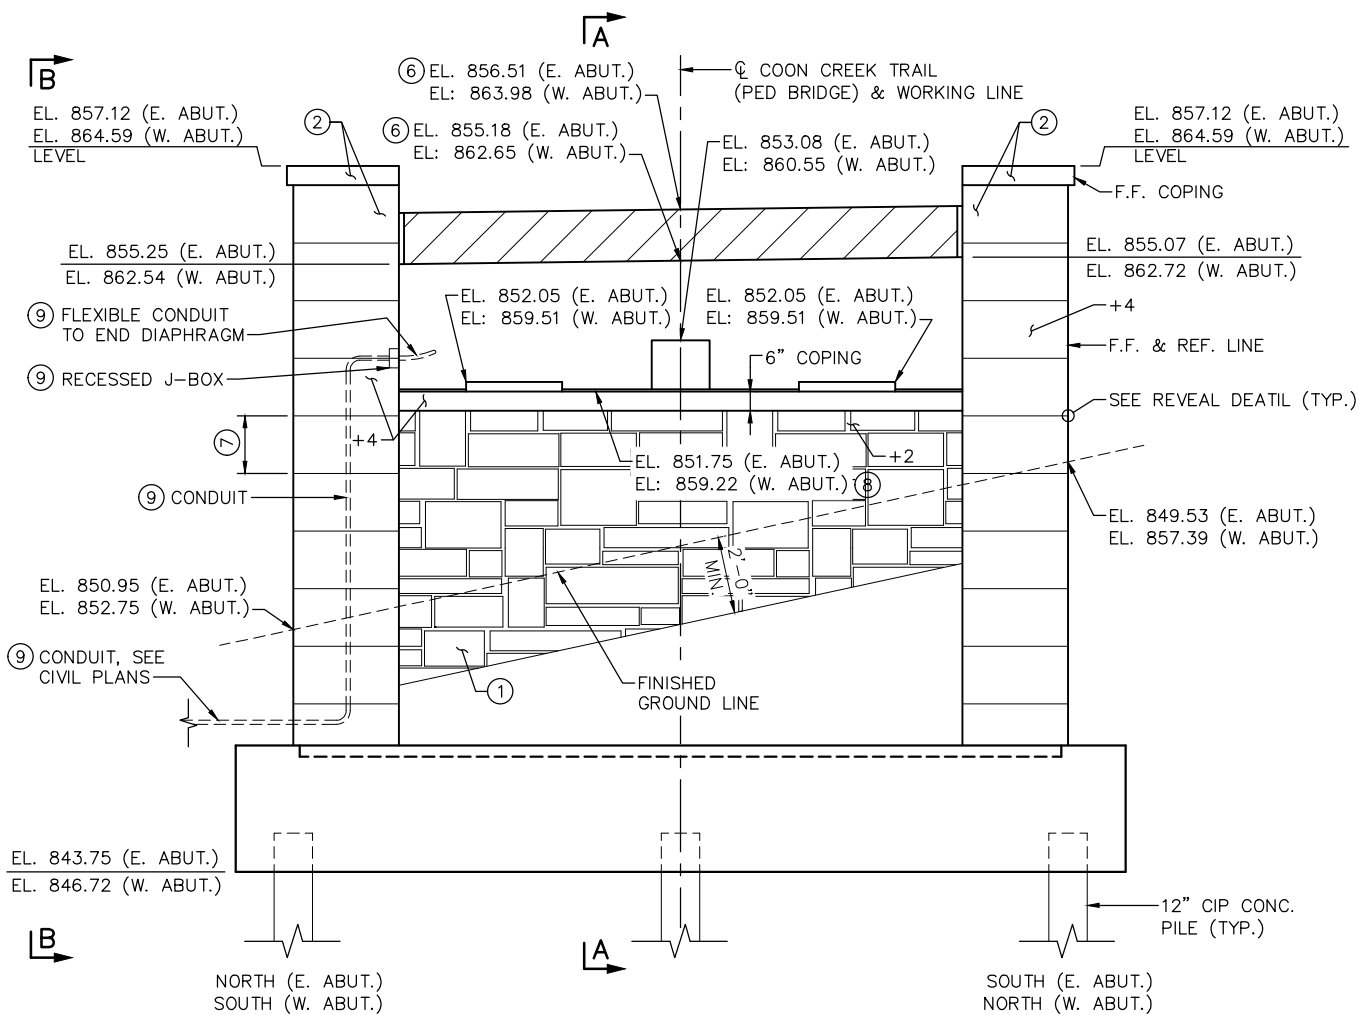 A
B
6 EL. 856.51 (E. ABUT.)
EL: 863.98 (W. ABUT.)
℄ COON CREEK TRAIL
(PED BRIDGE) & WORKING LINE
EL. 857.12 (E. ABUT.)
EL. 864.59 (W. ABUT.)
LEVEL
2
6 EL. 855.18 (E. ABUT.)
EL: 862.65 (W. ABUT.)
EL. 853.08 (E. ABUT.)
EL: 860.55 (W. ABUT.)
2
EL. 857.12 (E. ABUT.)
EL. 864.59 (W. ABUT.)
LEVEL
F.F. COPING
EL. 855.25 (E. ABUT.)
EL. 862.54 (W. ABUT.)
EL. 855.07 (E. ABUT.)
EL. 862.72 (W. ABUT.)
9 FLEXIBLE CONDUIT
TO END DIAPHRAGM
EL. 852.05 (E. ABUT.)
EL: 859.51 (W. ABUT.)
EL. 852.05 (E. ABUT.)
EL: 859.51 (W. ABUT.)
+4
6" COPING
F.F. & REF. LINE
9 RECESSED J-BOX
SEE REVEAL DEATIL (TYP.)
7
+4
+2
EL. 851.75 (E. ABUT.)
EL: 859.22 (W. ABUT.) 8
9 CONDUIT
EL. 849.53 (E. ABUT.)
EL. 857.39 (W. ABUT.)
2'-0"
MIN.
EL. 850.95 (E. ABUT.)
EL. 852.75 (W. ABUT.)
9 CONDUIT, SEE
CIVIL PLANS
1
FINISHED
GROUND LINE
EL. 843.75 (E. ABUT.)
EL. 846.72 (W. ABUT.)
12" CIP CONC.
PILE (TYP.)
B
A
NORTH (E. ABUT.)
SOUTH (W. ABUT.)
SOUTH (E. ABUT.)
NORTH (W. ABUT.)